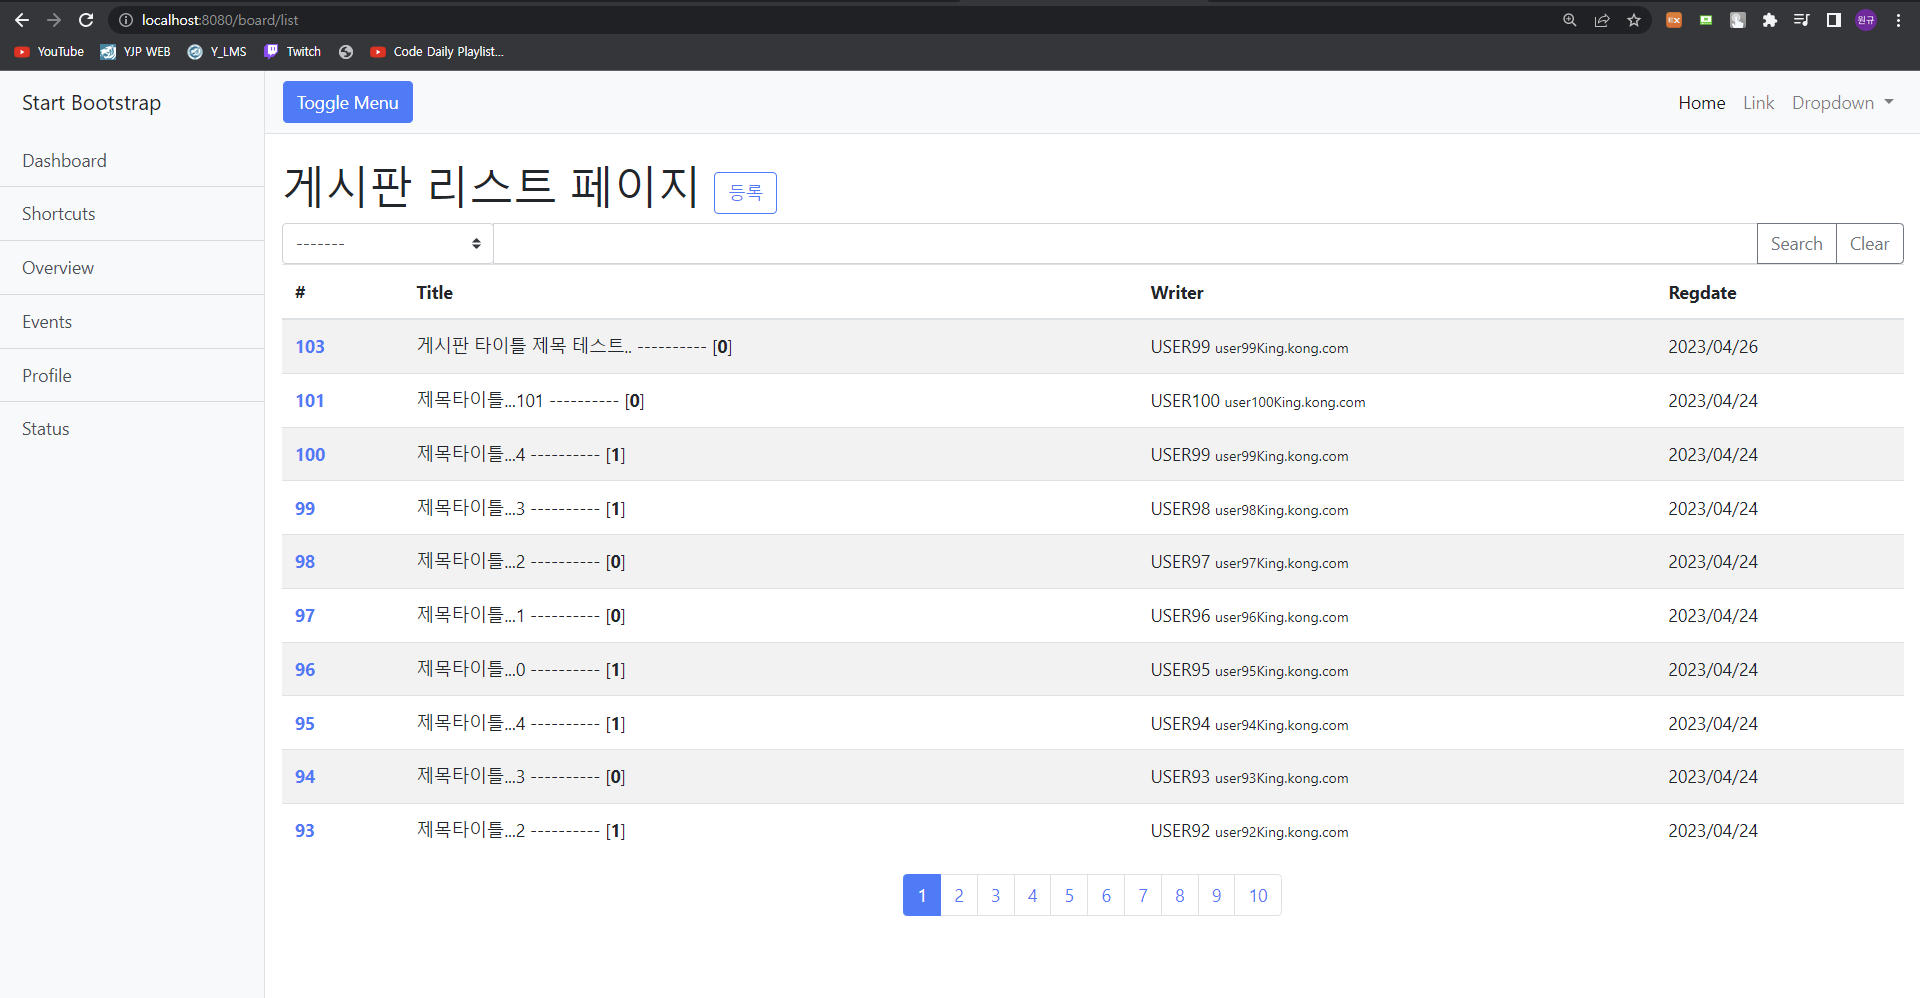 localhost:8080/board/list
원규
YouTube YJP WEB Y_LMS Twitch Code Daily Playlist...
Start Bootstrap
Toggle Menu
Home Link Dropdown
Dashboard
Shortcuts
Overview
Events
Profile
Status
게시판 리스트 페이지 등록
------- Search Clear
# Title Writer Regdate
103 게시판 타이틀 제목 테스트.. ---------- [0] USER99 user99King.kong.com 2023/04/26
101 제목타이틀...101 ---------- [0] USER100 user100King.kong.com 2023/04/24
100 제목타이틀...4 ---------- [1] USER99 user99King.kong.com 2023/04/24
99 제목타이틀...3 ---------- [1] USER98 user98King.kong.com 2023/04/24
98 제목타이틀...2 ---------- [0] USER97 user97King.kong.com 2023/04/24
97 제목타이틀...1 ---------- [0] USER96 user96King.kong.com 2023/04/24
96 제목타이틀...0 ---------- [1] USER95 user95King.kong.com 2023/04/24
95 제목타이틀...4 ---------- [1] USER94 user94King.kong.com 2023/04/24
94 제목타이틀...3 ---------- [0] USER93 user93King.kong.com 2023/04/24
93 제목타이틀...2 ---------- [1] USER92 user92King.kong.com 2023/04/24
1 2 3 4 5 6 7 8 9 10